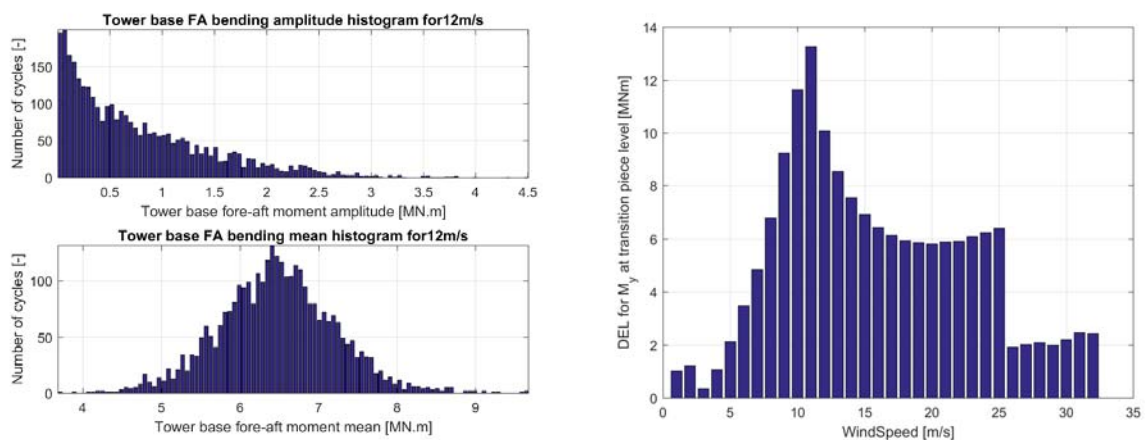 Tower base FA bending amplitude histogram for12m/s
Number of cycles [-]
150
100
50
0
0.5 1 1.5 2 2.5 3 3.5 4 4.5
Tower base fore-aft moment amplitude [MN.m]
Tower base FA bending mean histogram for12m/s
Number of cycles [-]
100
50
0
4 5 6 7 8 9
Tower base fore-aft moment mean [MN.m]
DEL for My at transition piece level [MNm]
14
12
10
8
6
4
2
0
0 5 10 15 20 25 30 35
WindSpeed [m/s]